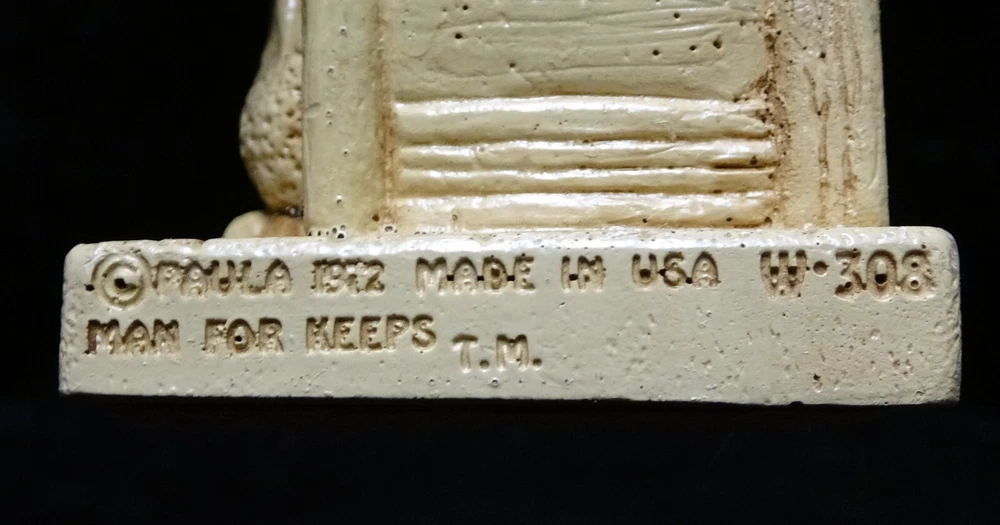 © PAULA 1972 MADE IN USA W·308
MAN FOR KEEPS T.M.